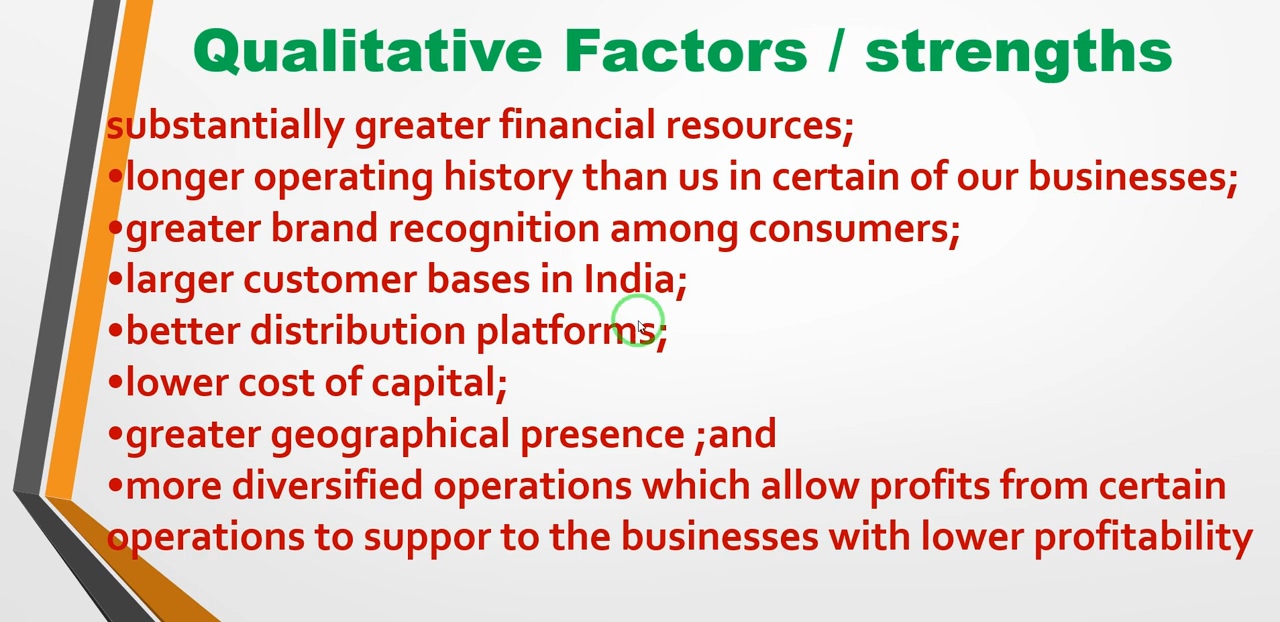 Qualitative Factors / strengths
substantially greater financial resources;
•longer operating history than us in certain of our businesses;
•greater brand recognition among consumers;
•larger customer bases in India;
•better distribution platforms;
•lower cost of capital;
•greater geographical presence ;and
•more diversified operations which allow profits from certain
operations to suppor to the businesses with lower profitability